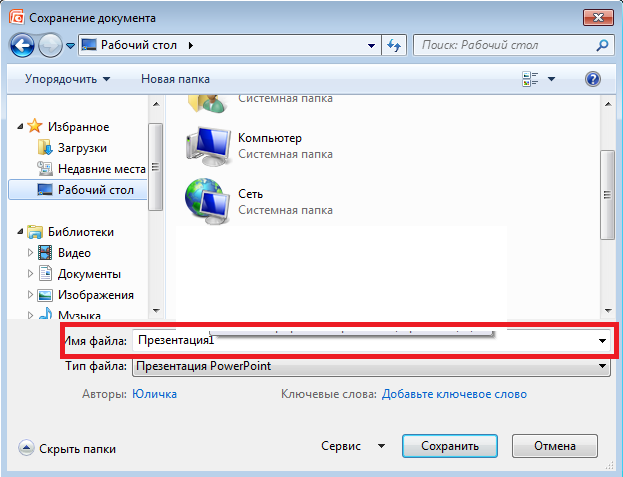 Сохранение документа
Рабочий стол
Поиск: Рабочий стол
Упорядочить
Новая папка
Избранное
Загрузки
Недавние места
Рабочий стол
Библиотеки
Видео
Документы
Изображения
Музыка
Системная папка
Компьютер
Системная папка
Сеть
Системная папка
Имя файла: Презентация1
Тип файла: Презентация PowerPoint
Авторы: Юличка
Ключевые слова: Добавьте ключевое слово
Скрыть папки
Сервис
Сохранить
Отмена